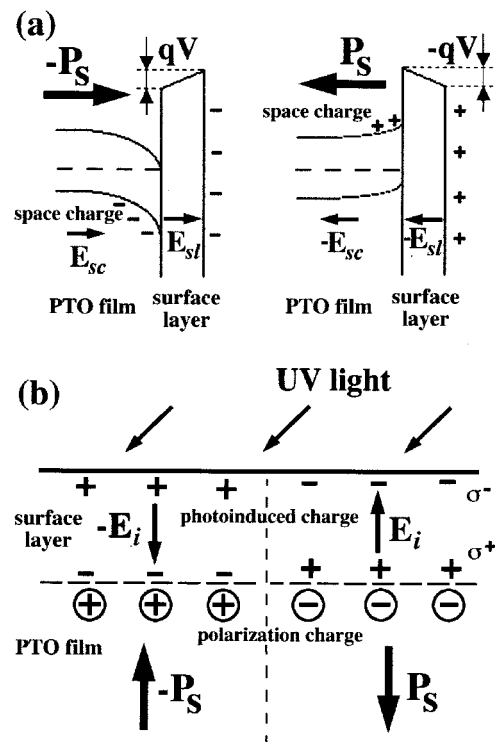 (a)
-Pₛ
qV
space charge
Eₛc
Eₛₗ
PTO film
surface
layer
Pₛ
-qV
space charge
-Eₛc
-Eₛₗ
PTO film
surface
layer
(b)
UV light
+ + + - - - σ⁻
surface
layer
-Eᵢ
photoinduced charge
Eᵢ
σ⁺
- - - + + +
+ + + - - -
polarization charge
PTO film
-Pₛ
Pₛ